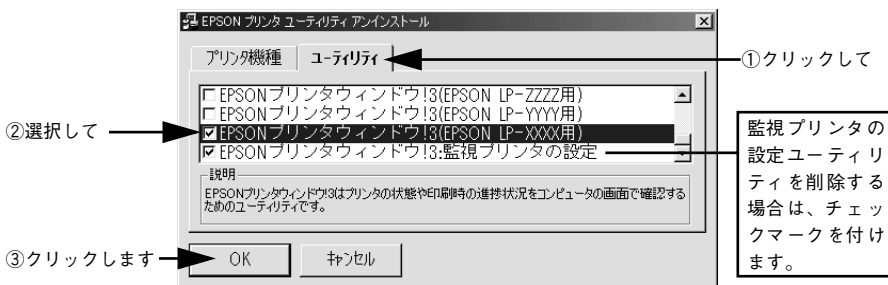 EPSON プリンタ ユーティリティ アンインストール
プリンタ機種 ユーティリティ
①クリックして
EPSONプリンタウィンドウ!3(EPSON LP-ZZZZ用)
EPSONプリンタウィンドウ!3(EPSON LP-YYYY用)
②選択して
EPSONプリンタウィンドウ!3(EPSON LP-XXXX用)
EPSONプリンタウィンドウ!3:監視プリンタの設定
監視プリンタの
設定ユーティリ
ティを削除する
場合は、チェッ
クマークを付け
ます。
説明
EPSONプリンタウィンドウ!3はプリンタの状態や印刷時の進捗状況をコンピュータの画面で確認する
ためのユーティリティです。
③クリックします
OK キャンセル